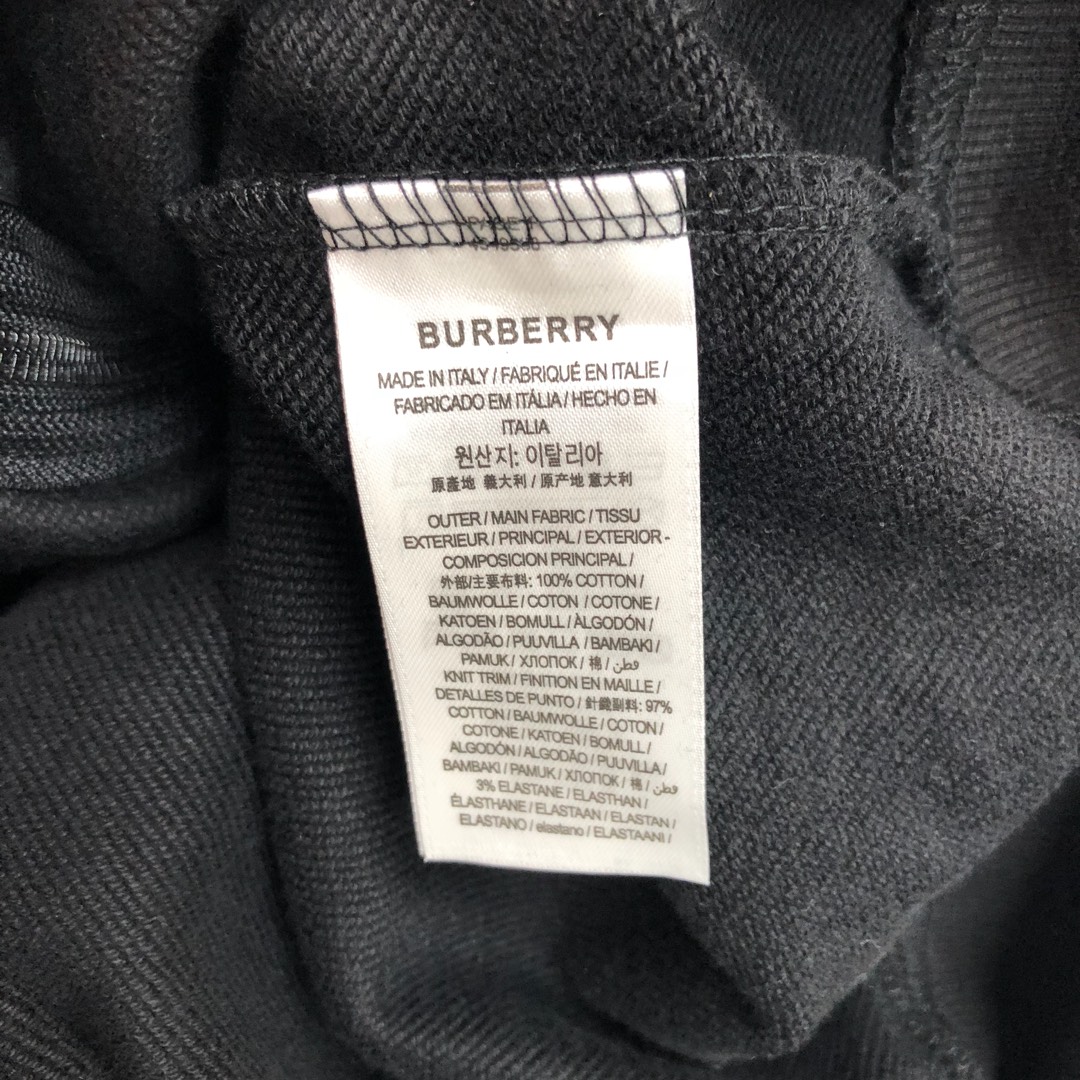 BURBERRY
MADE IN ITALY / FABRIQUÉ EN ITALIE /
FABRICADO EM ITÁLIA / HECHO EN
ITALIA
원산지: 이탈리아
原產地 義大利 / 原产地 意大利
OUTER / MAIN FABRIC / TISSU
EXTERIEUR / PRINCIPAL / EXTERIOR -
COMPOSICION PRINCIPAL /
外部/主要布料: 100% COTTON /
BAUMWOLLE / COTON / COTONE /
KATOEN / BOMULL / ÀLGODÓN /
ALGODÃO / PUUVILLA / BAMBAKI /
PAMUK / ХЛОПОК / 棉 / قطن /
KNIT TRIM / FINITION EN MAILLE /
DETALLES DE PUNTO / 針織副料: 97%
COTTON / BAUMWOLLE / COTON /
COTONE / KATOEN / BOMULL /
ALGODÓN / ALGODÃO / PUUVILLA /
BAMBAKI / PAMUK / ХЛОПОК / 棉 / قطن /
3% ELASTANE / ELASTHAN /
ÉLASTHANE / ELASTAAN / ELASTAN /
ELASTANO / elastano / ELASTAANI /